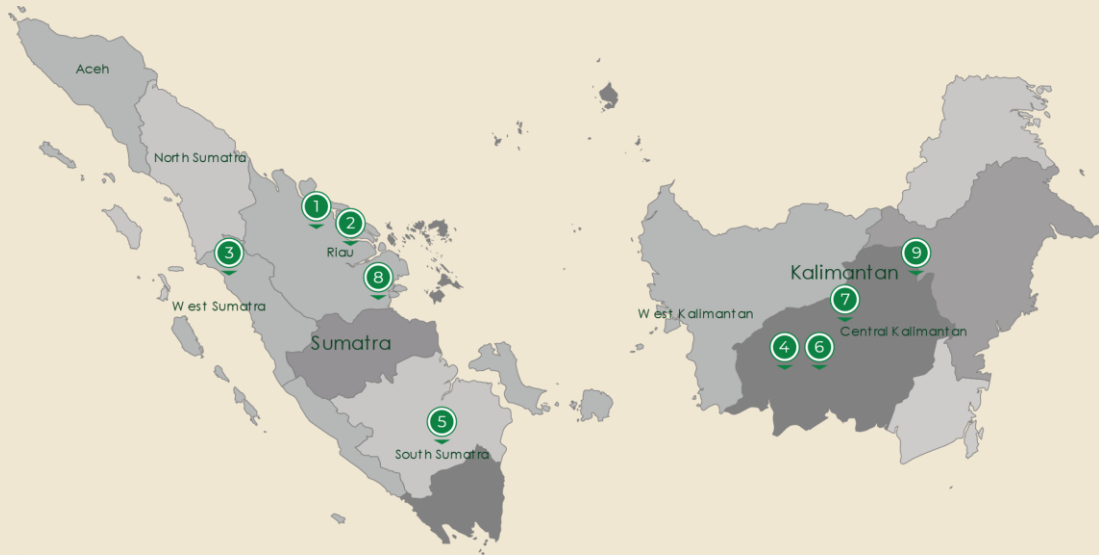 Aceh
North Sumatra
1
2
Riau
3
8
West Sumatra
Sumatra
5
South Sumatra
9
Kalimantan
7
West Kalimantan
Central Kalimantan
4
6